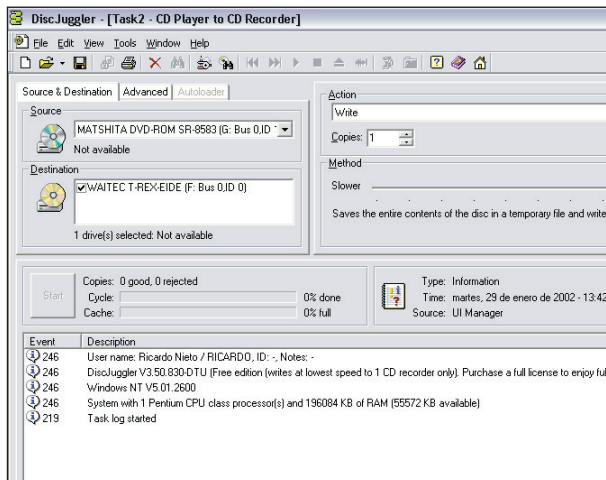 DiscJuggler - [Task2 - CD Player to CD Recorder]
File Edit View Tools Window Help
Source & Destination Advanced Autoloader
Source
MATSHITA DVD-ROM SR-8583 (G: Bus 0,ID
Not available
Destination
WAITEC T-REX-EIDE (F: Bus 0,ID 0)
1 drive(s) selected: Not available
Action
Write
Copies: 1
Method
Slower
Saves the entire contents of the disc in a temporary file and write
Start
Copies: 0 good, 0 rejected
Cycle: 0% done
Cache: 0% full
Type: Information
Time: martes, 29 de enero de 2002 - 13:42
Source: UI Manager
Event Description
246 User name: Ricardo Nieto / RICARDO, ID: -, Notes: -
246 DiscJuggler V3.50.830-DTU (Free edition (writes at lowest speed to 1 CD recorder only). Purchase a full license to enjoy ful
246 Windows NT V5.01.2600
246 System with 1 Pentium CPU class processor(s) and 196084 KB of RAM (55572 KB available)
219 Task log started